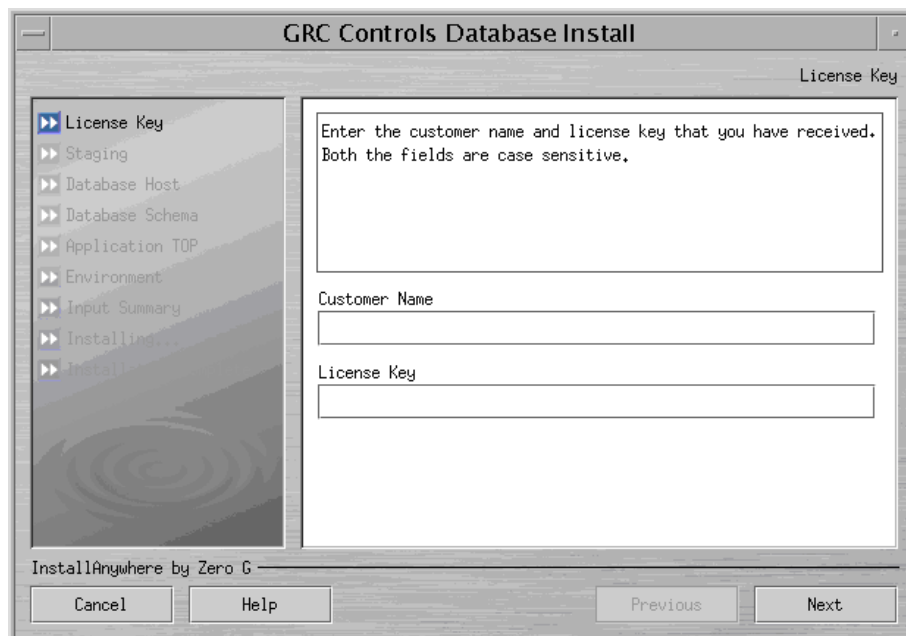 GRC Controls Database Install
License Key
License Key
Staging
Database Host
Database Schema
Application TOP
Environment
Input Summary
Installing...
Enter the customer name and license key that you have received.
Both the fields are case sensitive.
Customer Name
License Key
InstallAnywhere by Zero G
Cancel
Help
Previous
Next